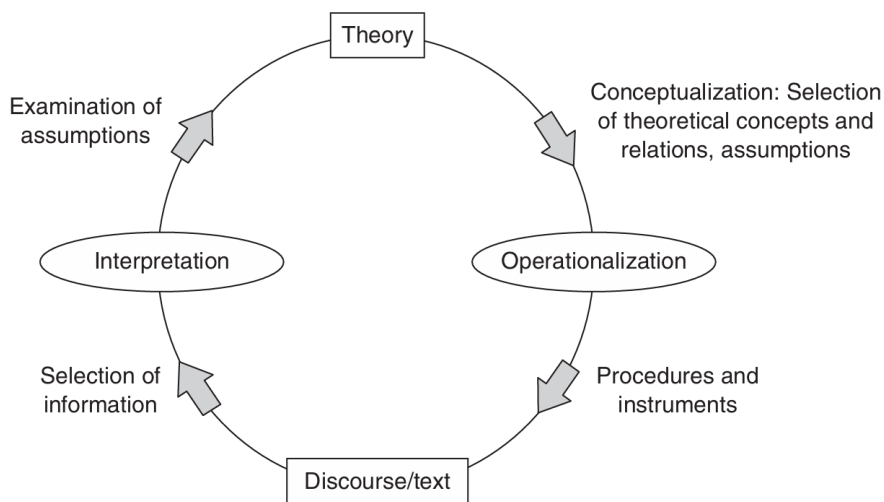 Theory
Examination of
assumptions
Conceptualization: Selection
of theoretical concepts and
relations, assumptions
Interpretation
Operationalization
Selection of
information
Procedures and
instruments
Discourse/text